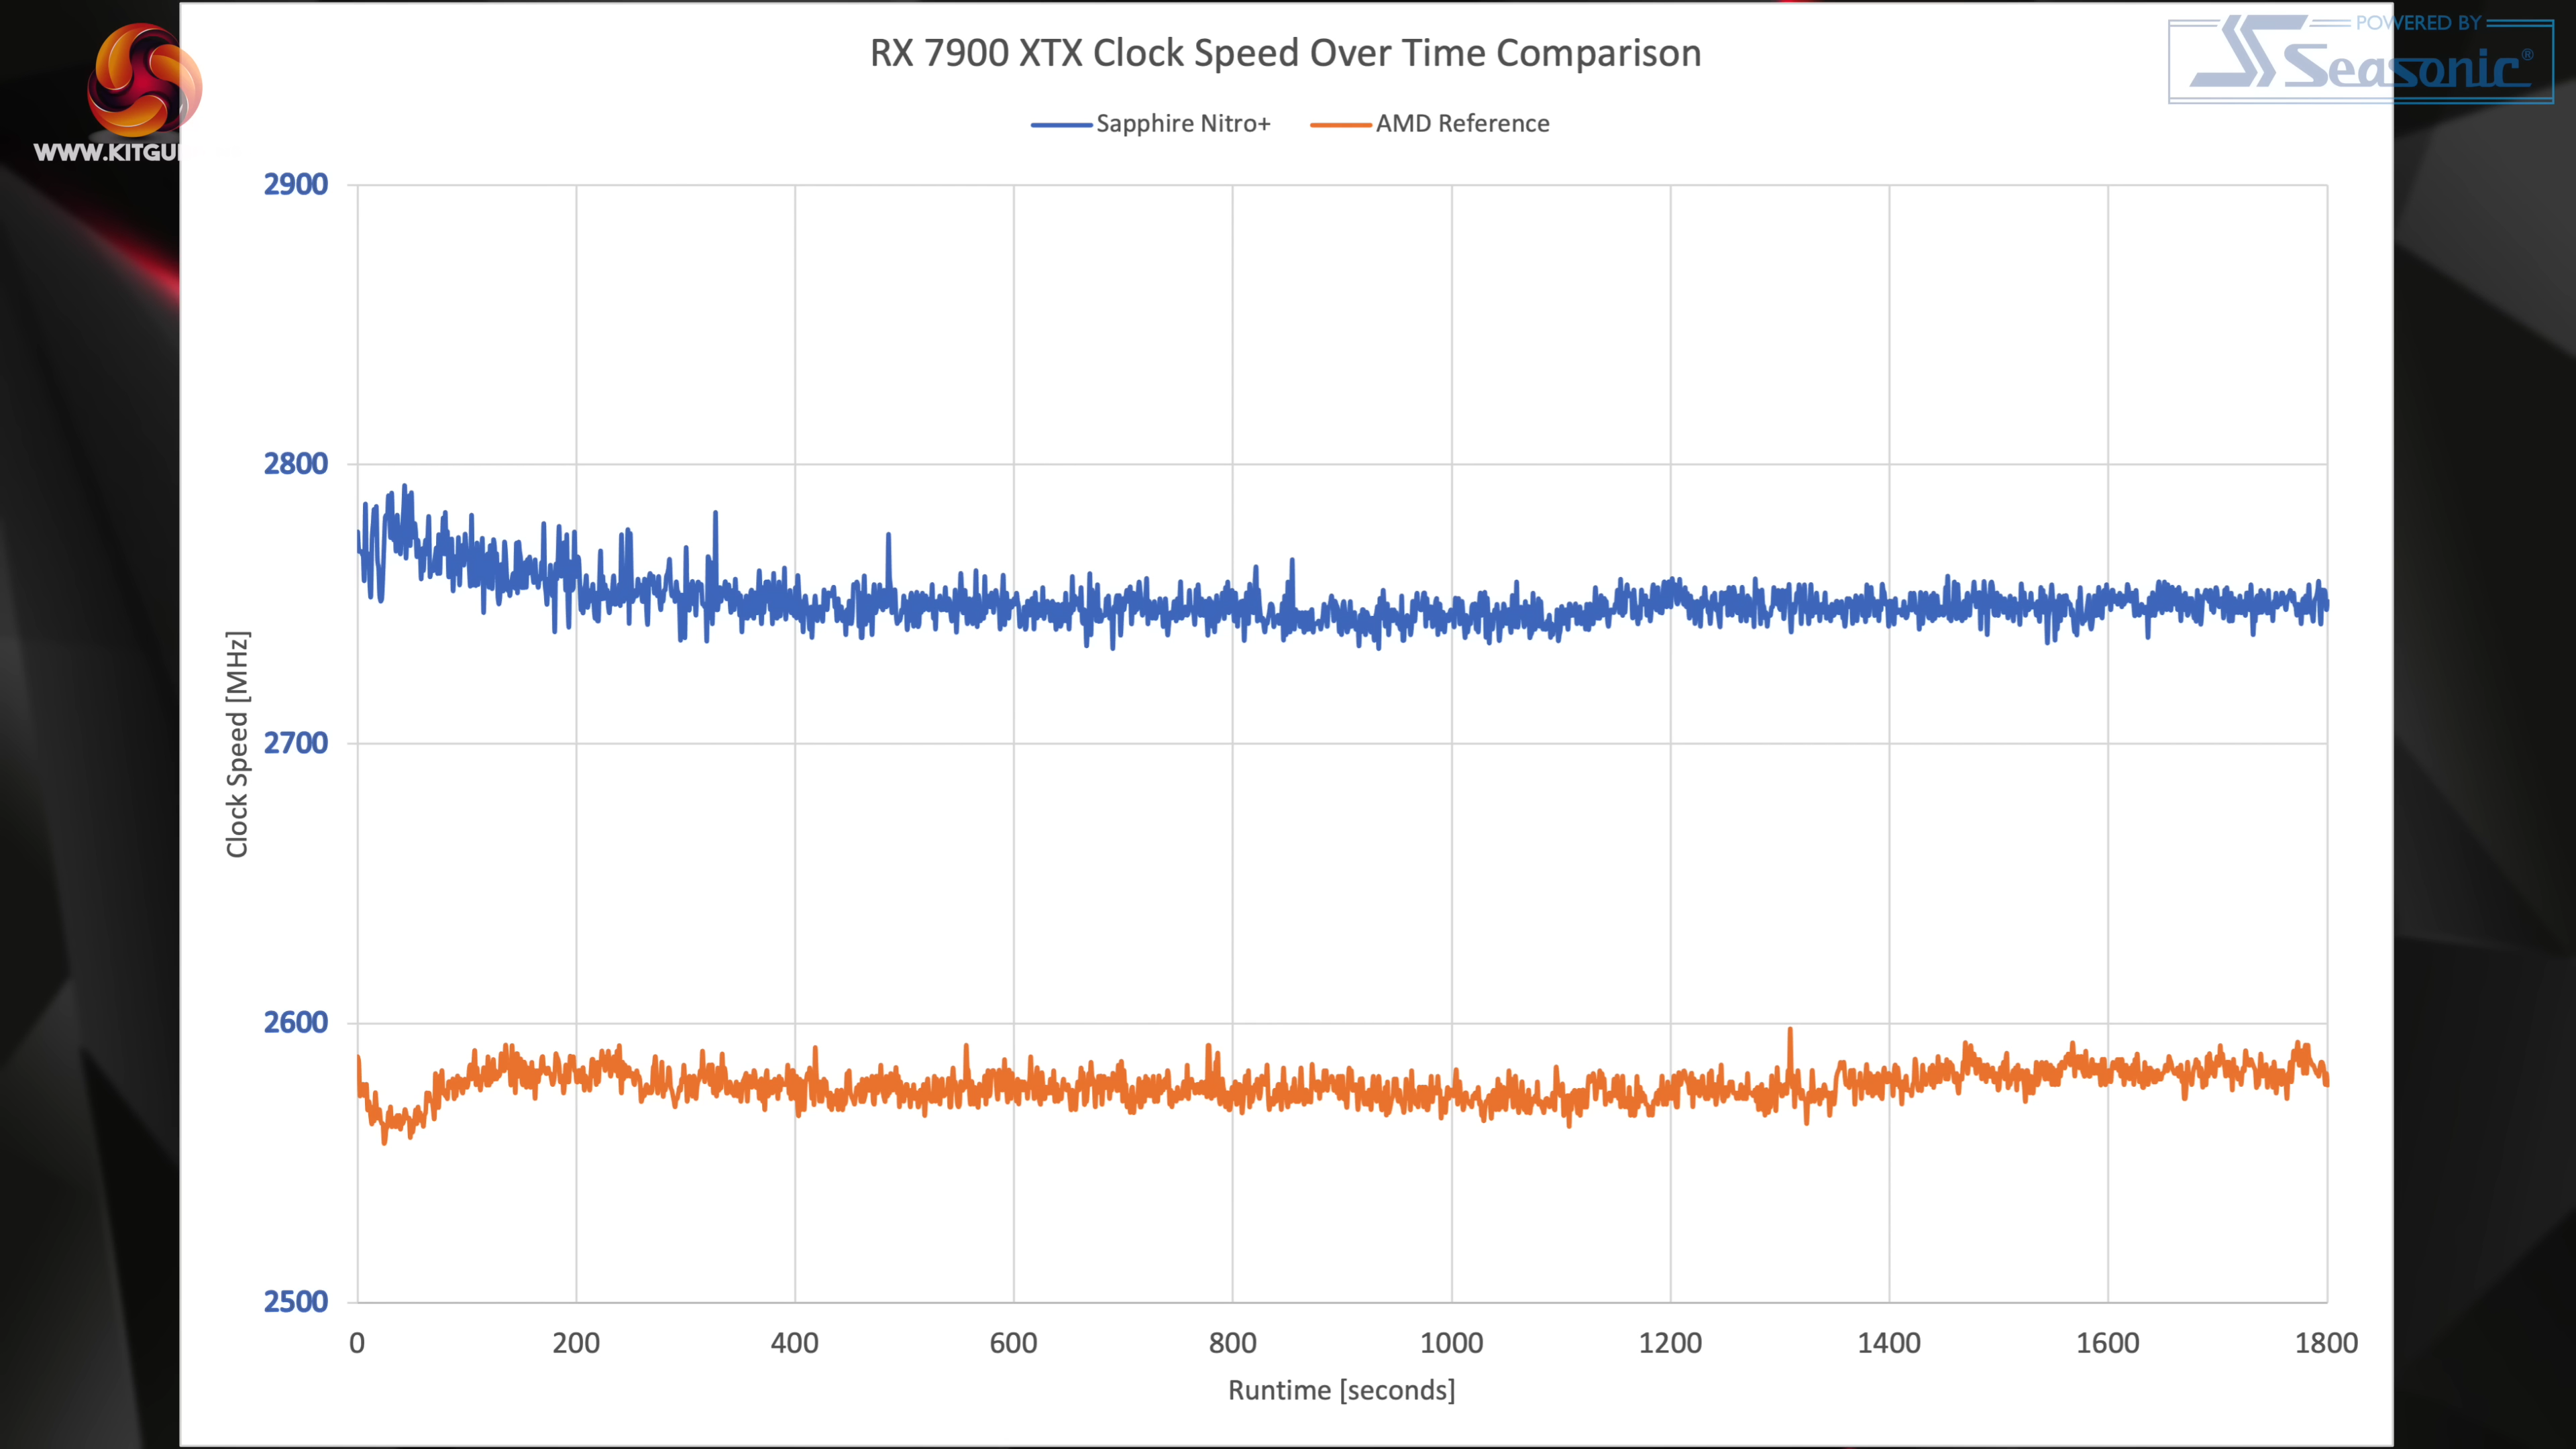 RX 7900 XTX Clock Speed Over Time Comparison
POWERED BY
Seasonic®
Sapphire Nitro+ AMD Reference
WWW.KITGU
2900
2800
2700
2600
2500
Clock Speed [MHz]
0 200 400 600 800 1000 1200 1400 1600 1800
Runtime [seconds]